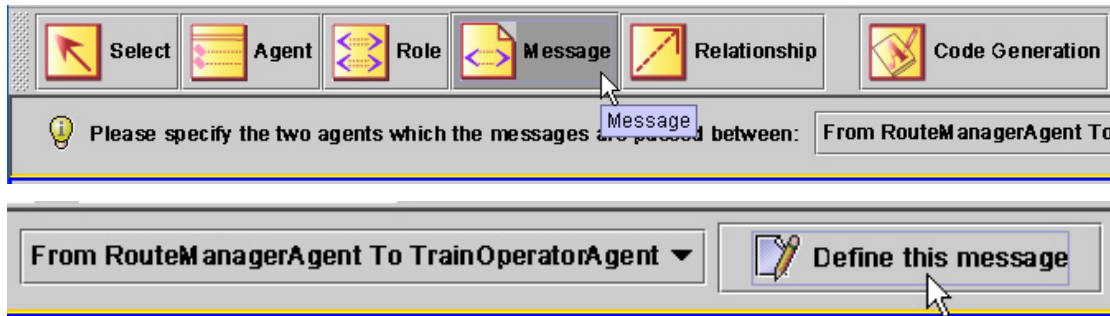 Select Agent Role Message Relationship Code Generation
Message
Please specify the two agents which the messages are passed between: From RouteManagerAgent To
From RouteManagerAgent To TrainOperatorAgent Define this message